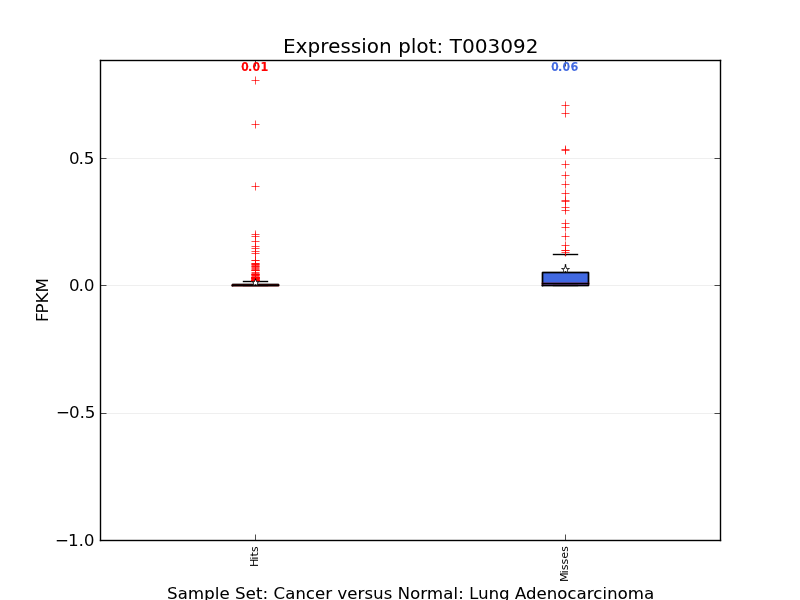 Expression plot: T003092
0.01
0.06
0.5
0.0
−0.5
−1.0
FPKM
Hits
Misses
Sample Set: Cancer versus Normal: Lung Adenocarcinoma